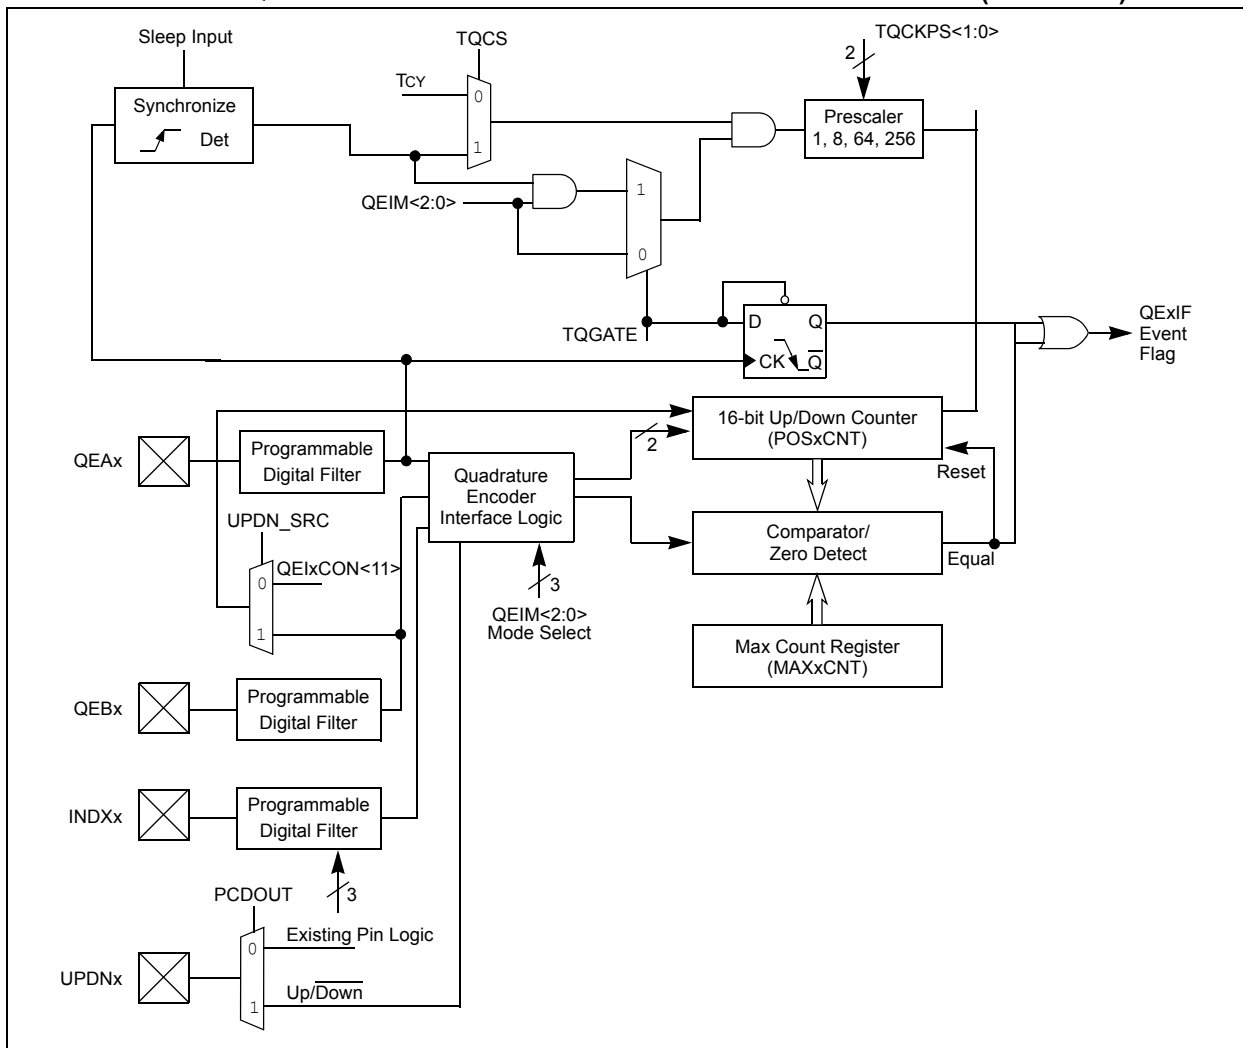 Sleep Input
TQCS
TQCKPS<1:0>
2
TCY
0
1
Synchronize
Det
Prescaler
1, 8, 64, 256
QEIM<2:0>
1
0
TQGATE
D Q
CK Q̅
QExIF
Event
Flag
16-bit Up/Down Counter
(POSxCNT)
2
Reset
QEAx
Programmable
Digital Filter
Quadrature
Encoder
Interface Logic
UPDN_SRC
0
QEIxCON<11>
1
Comparator/
Zero Detect
Equal
3
QEIM<2:0>
Mode Select
Max Count Register
(MAXxCNT)
QEBx
Programmable
Digital Filter
INDXx
Programmable
Digital Filter
3
PCDOUT
0
Existing Pin Logic
UPDNx
1
Up/Down